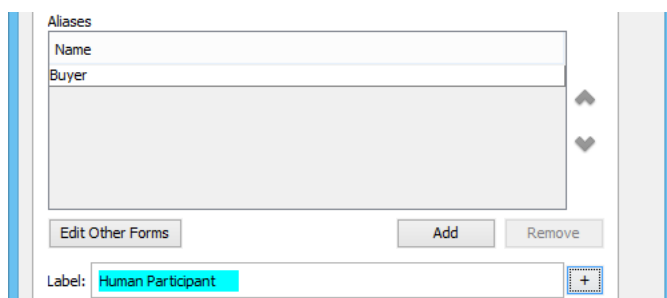 Aliases
Name
Buyer
Edit Other Forms Add Remove
Label: Human Participant +